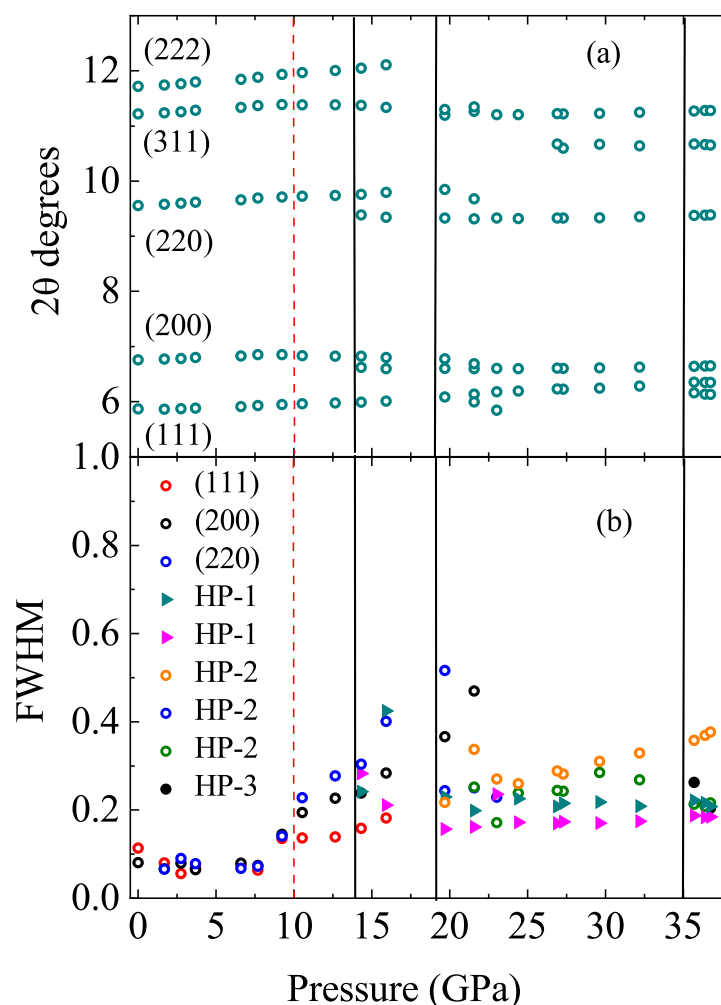 (222)
(a)
12
(311)
10
(220)
8
(200)
6
(111)
2θ degrees
1.0
(111)
(200)
(b)
(220)
0.8
HP-1
HP-1
0.6
HP-2
HP-2
0.4
HP-2
HP-3
0.2
0.0
FWHM
0 5 10 15 20 25 30 35
Pressure (GPa)